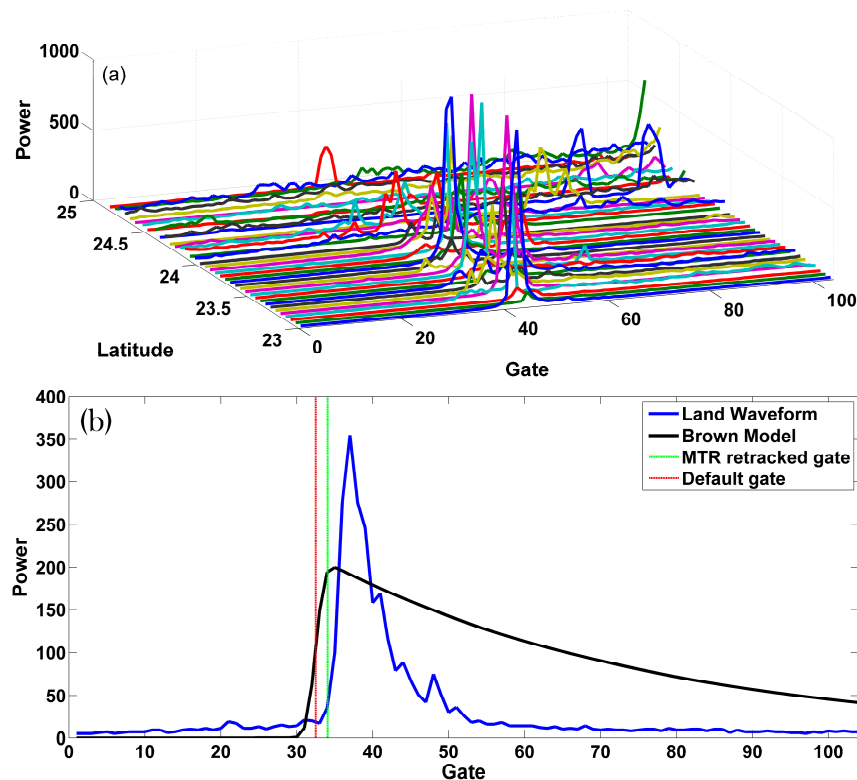 (a)
1000
500
0
Power
25
24.5
24
23.5
23
Latitude
0
20
40
60
80
100
Gate
(b)
400
350
300
250
200
150
100
50
0
Power
0 10 20 30 40 50 60 70 80 90 100
Gate
Land Waveform
Brown Model
MTR retracked gate
Default gate